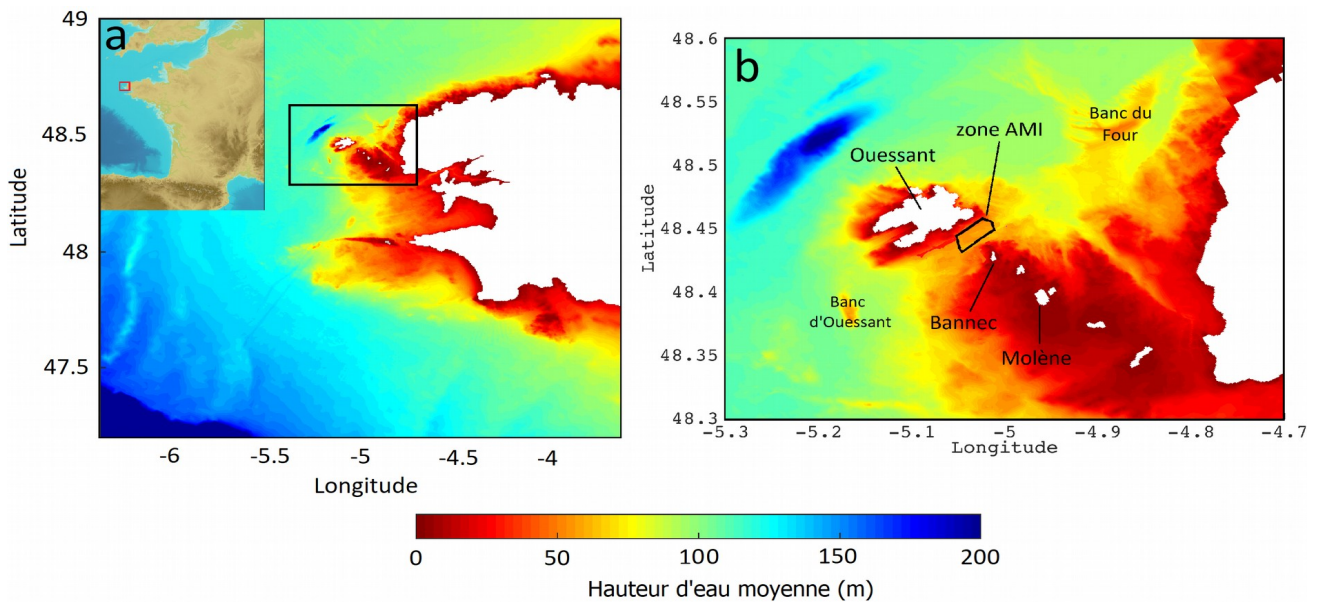 a
49
48.5
48
47.5
Latitude
-6
-5.5
-5
-4.5
-4
Longitude
b
48.6
48.55
48.5
48.45
48.4
48.35
48.3
Latitude
Banc du
Four
zone AMI
Ouessant
Banc
d'Ouessant
Bannec
Molène
-5.3
-5.2
-5.1
-5
-4.9
-4.8
-4.7
Longitude
0
50
100
150
200
Hauteur d'eau moyenne (m)